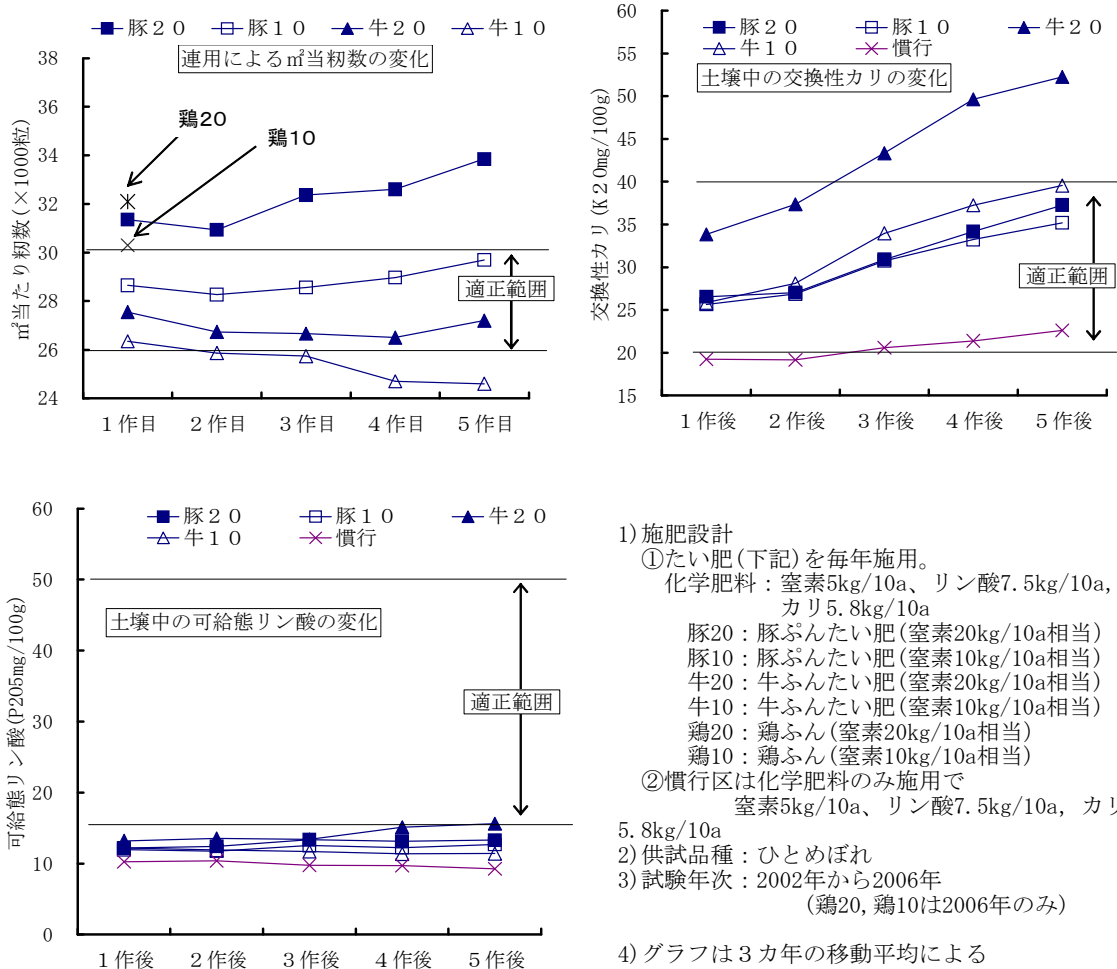 豚20 豚10 牛20 牛10
連用による㎡当籾数の変化
㎡当たり籾数(×1000粒)
38
36
34
32
30
28
26
24
鶏20
鶏10
適正範囲
1作目 2作目 3作目 4作目 5作目
豚20 豚10 牛20
牛10 慣行
土壌中の交換性カリの変化
交換性カリ(K20mg/100g)
60
55
50
45
40
35
30
25
20
15
適正範囲
1作後 2作後 3作後 4作後 5作後
豚20 豚10 牛20
牛10 慣行
土壌中の可給態リン酸の変化
可給態リン酸(P205mg/100g)
60
50
40
30
20
10
0
適正範囲
1作後 2作後 3作後 4作後 5作後
1)施肥設計
①たい肥(下記)を毎年施用。
化学肥料：窒素5kg/10a、リン酸7.5kg/10a,
カリ5.8kg/10a
豚20：豚ぷんたい肥(窒素20kg/10a相当)
豚10：豚ぷんたい肥(窒素10kg/10a相当)
牛20：牛ふんたい肥(窒素20kg/10a相当)
牛10：牛ふんたい肥(窒素10kg/10a相当)
鶏20：鶏ふん(窒素20kg/10a相当)
鶏10：鶏ふん(窒素10kg/10a相当)
②慣行区は化学肥料のみ施用で
窒素5kg/10a、リン酸7.5kg/10a, カリ
5.8kg/10a
2)供試品種：ひとめぼれ
3)試験年次：2002年から2006年
(鶏20,鶏10は2006年のみ)
4)グラフは3カ年の移動平均による